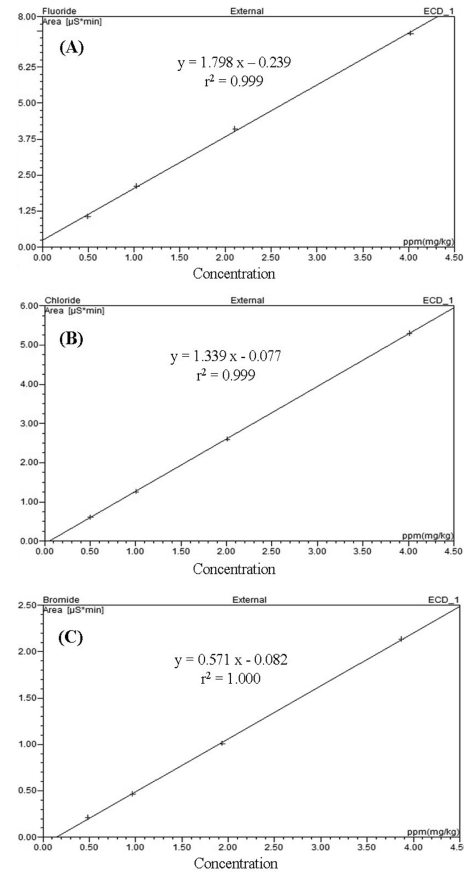 Fluoride External ECD_1
Area [µS*min]
(A)
y = 1.798 x – 0.239
r² = 0.999
8.00
6.25
5.00
3.75
2.50
1.25
0.00
ppm(mg/kg)
0.00 0.50 1.00 1.50 2.00 2.50 3.00 3.50 4.00 4.50
Concentration
Chloride External ECD_1
Area [µS*min]
(B)
y = 1.339 x - 0.077
r² = 0.999
6.00
5.00
4.00
3.00
2.00
1.00
0.00
ppm(mg/kg)
0.00 0.50 1.00 1.50 2.00 2.50 3.00 3.50 4.00 4.50
Concentration
Bromide External ECD_1
Area [µS*min]
(C)
y = 0.571 x - 0.082
r² = 1.000
2.50
2.00
1.50
1.00
0.50
0.00
ppm(mg/kg)
0.00 0.50 1.00 1.50 2.00 2.50 3.00 3.50 4.00 4.5
Concentration